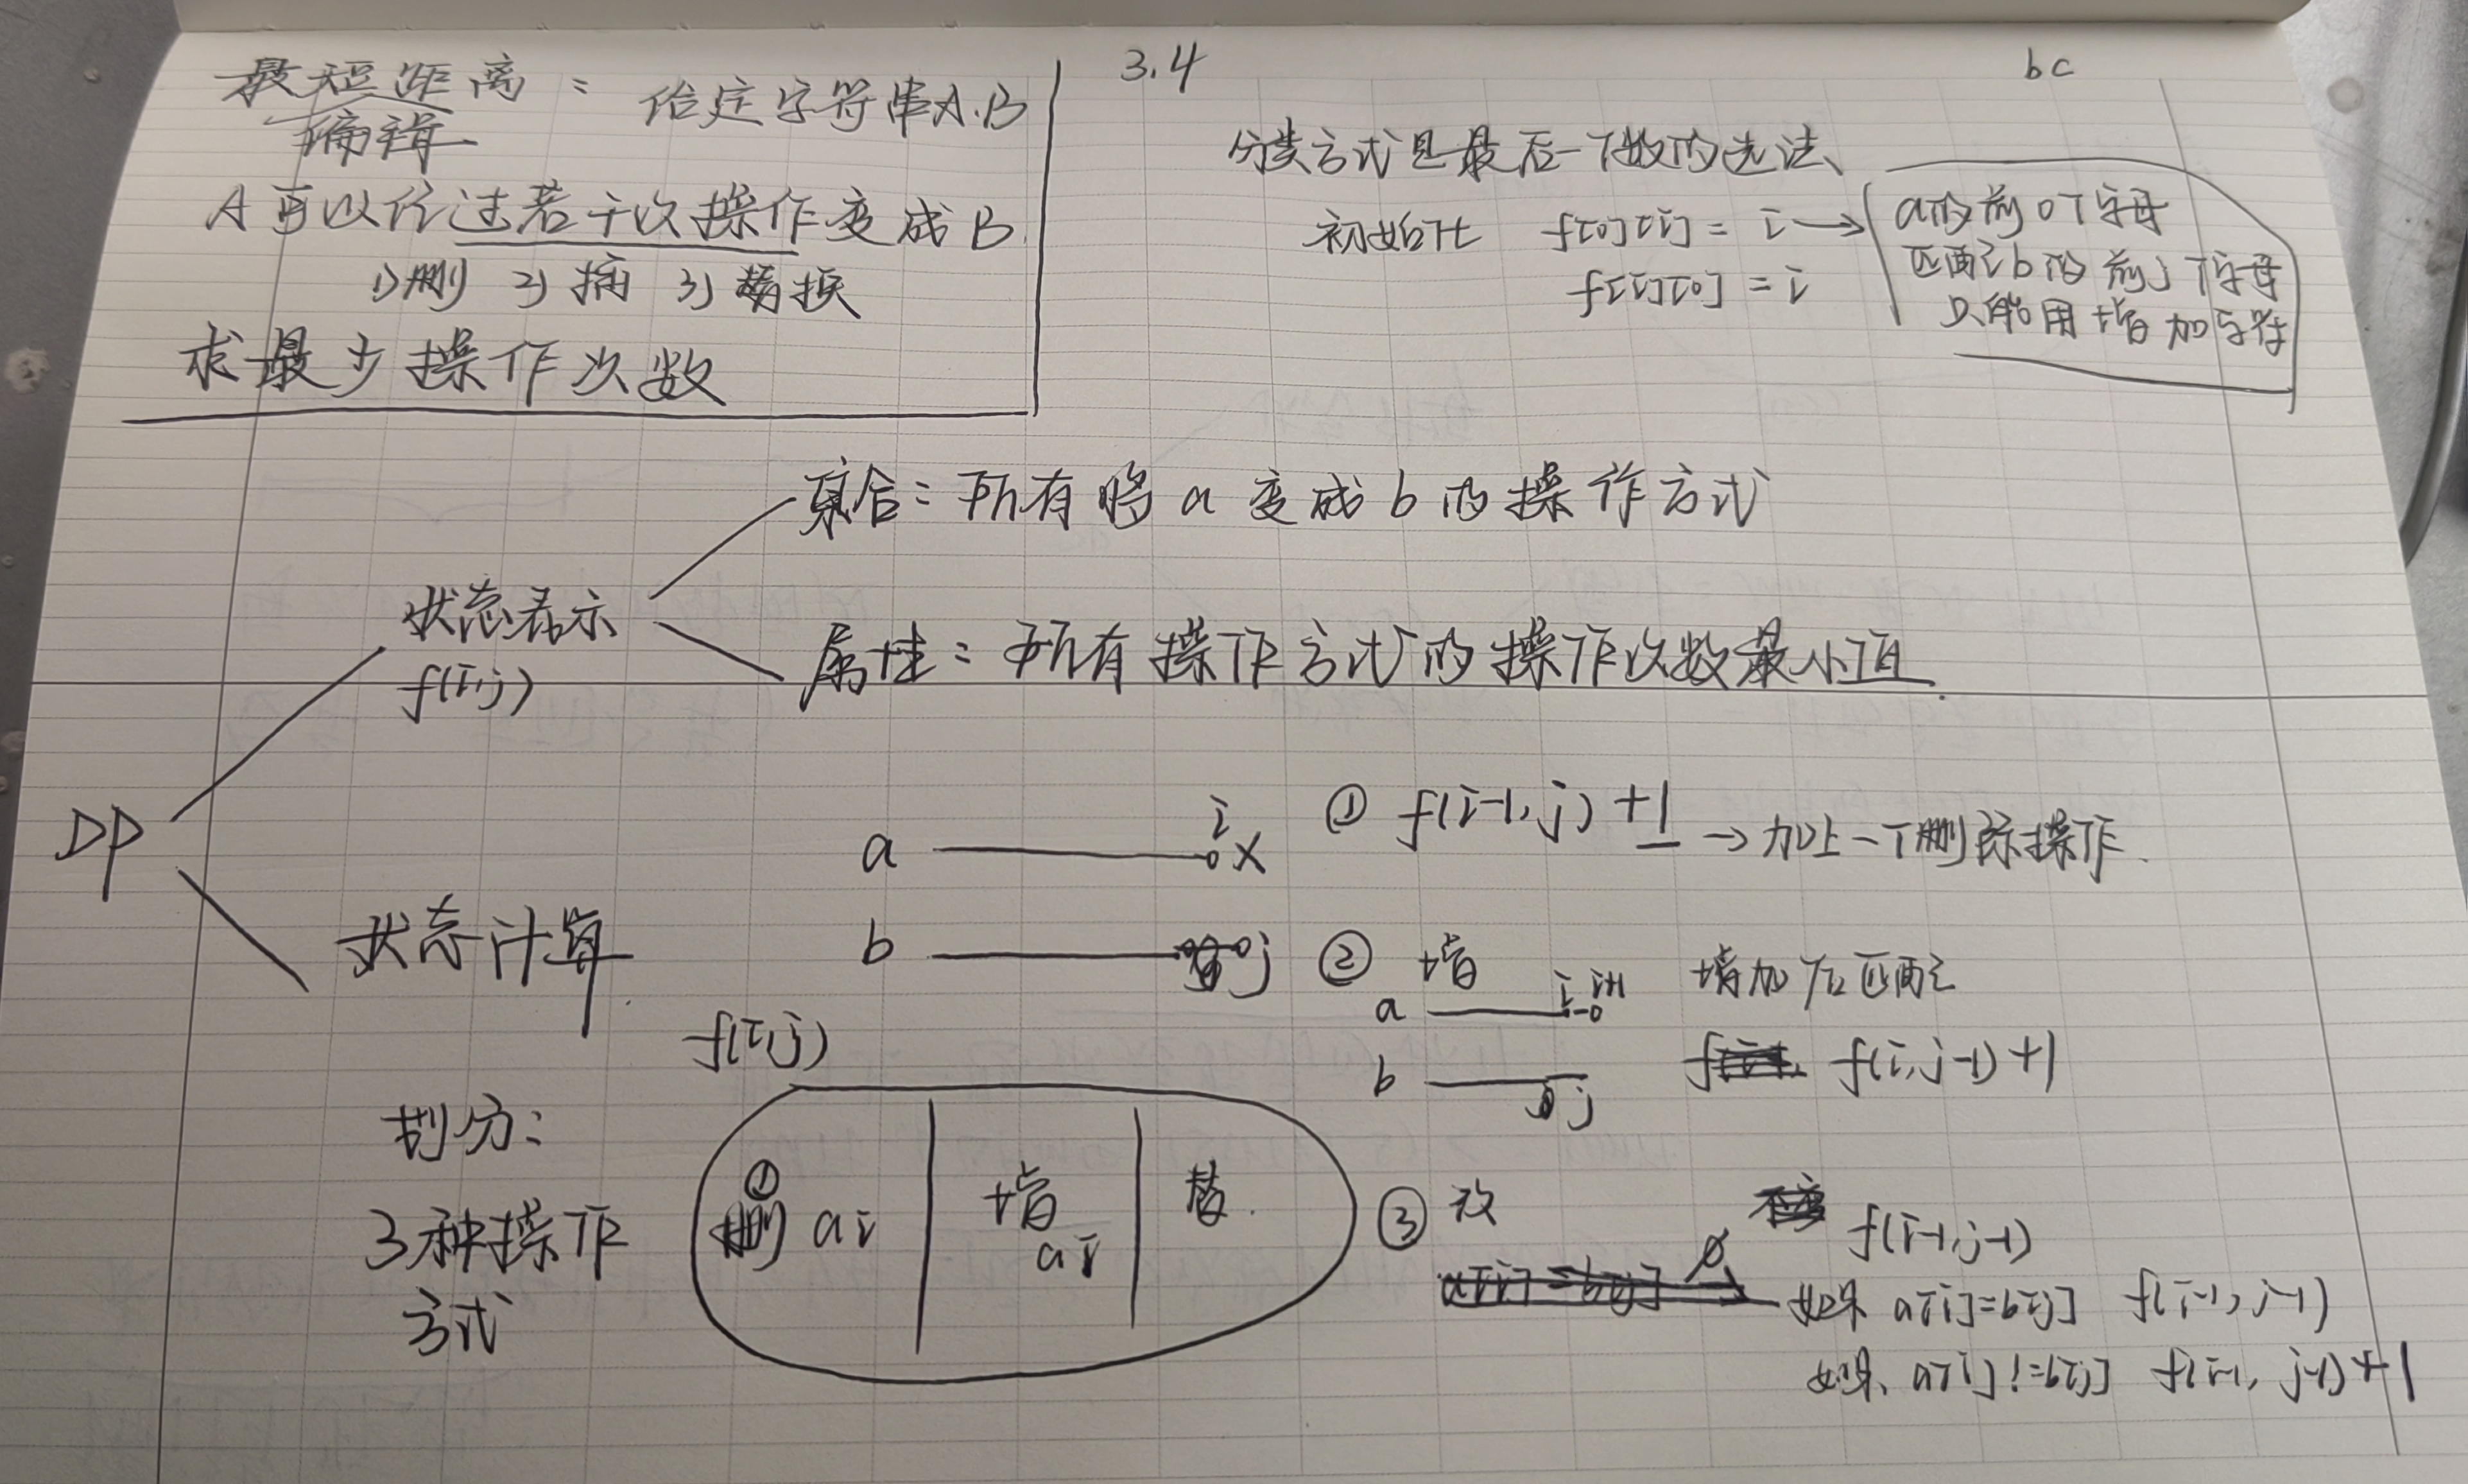 最短距离：给定字符串A.B
编辑
A可以经过若干次操作变成B.
1)删 2)插 3)替换
求最少操作次数
3.4
bc
分类方式是最后一个数的选法、
初始化 f[0][i] = i →
f[i][0] = i
a的前0个字母
匹配b的前j个字母
只能用增加字符
集合：所有将a变成b的操作方式
状态表示
f(i,j)
属性：所有操作方式的操作次数最小值.
DP
状态计算.
a i x
b j
① f(i-1,j)+1 → 加上一个删除操作.
② 增 增加后匹配
a i i+1
b j
f(i,j-1)+1
f(i,j)
划分：
3种操作
方式
① 删 ai 增 ai 替.
③ 改 f(i-1,j-1)
如果 a[i]=b[j] f(i-1,j-1)
如果、a[i]!=b[j] f(i-1,j-1)+1